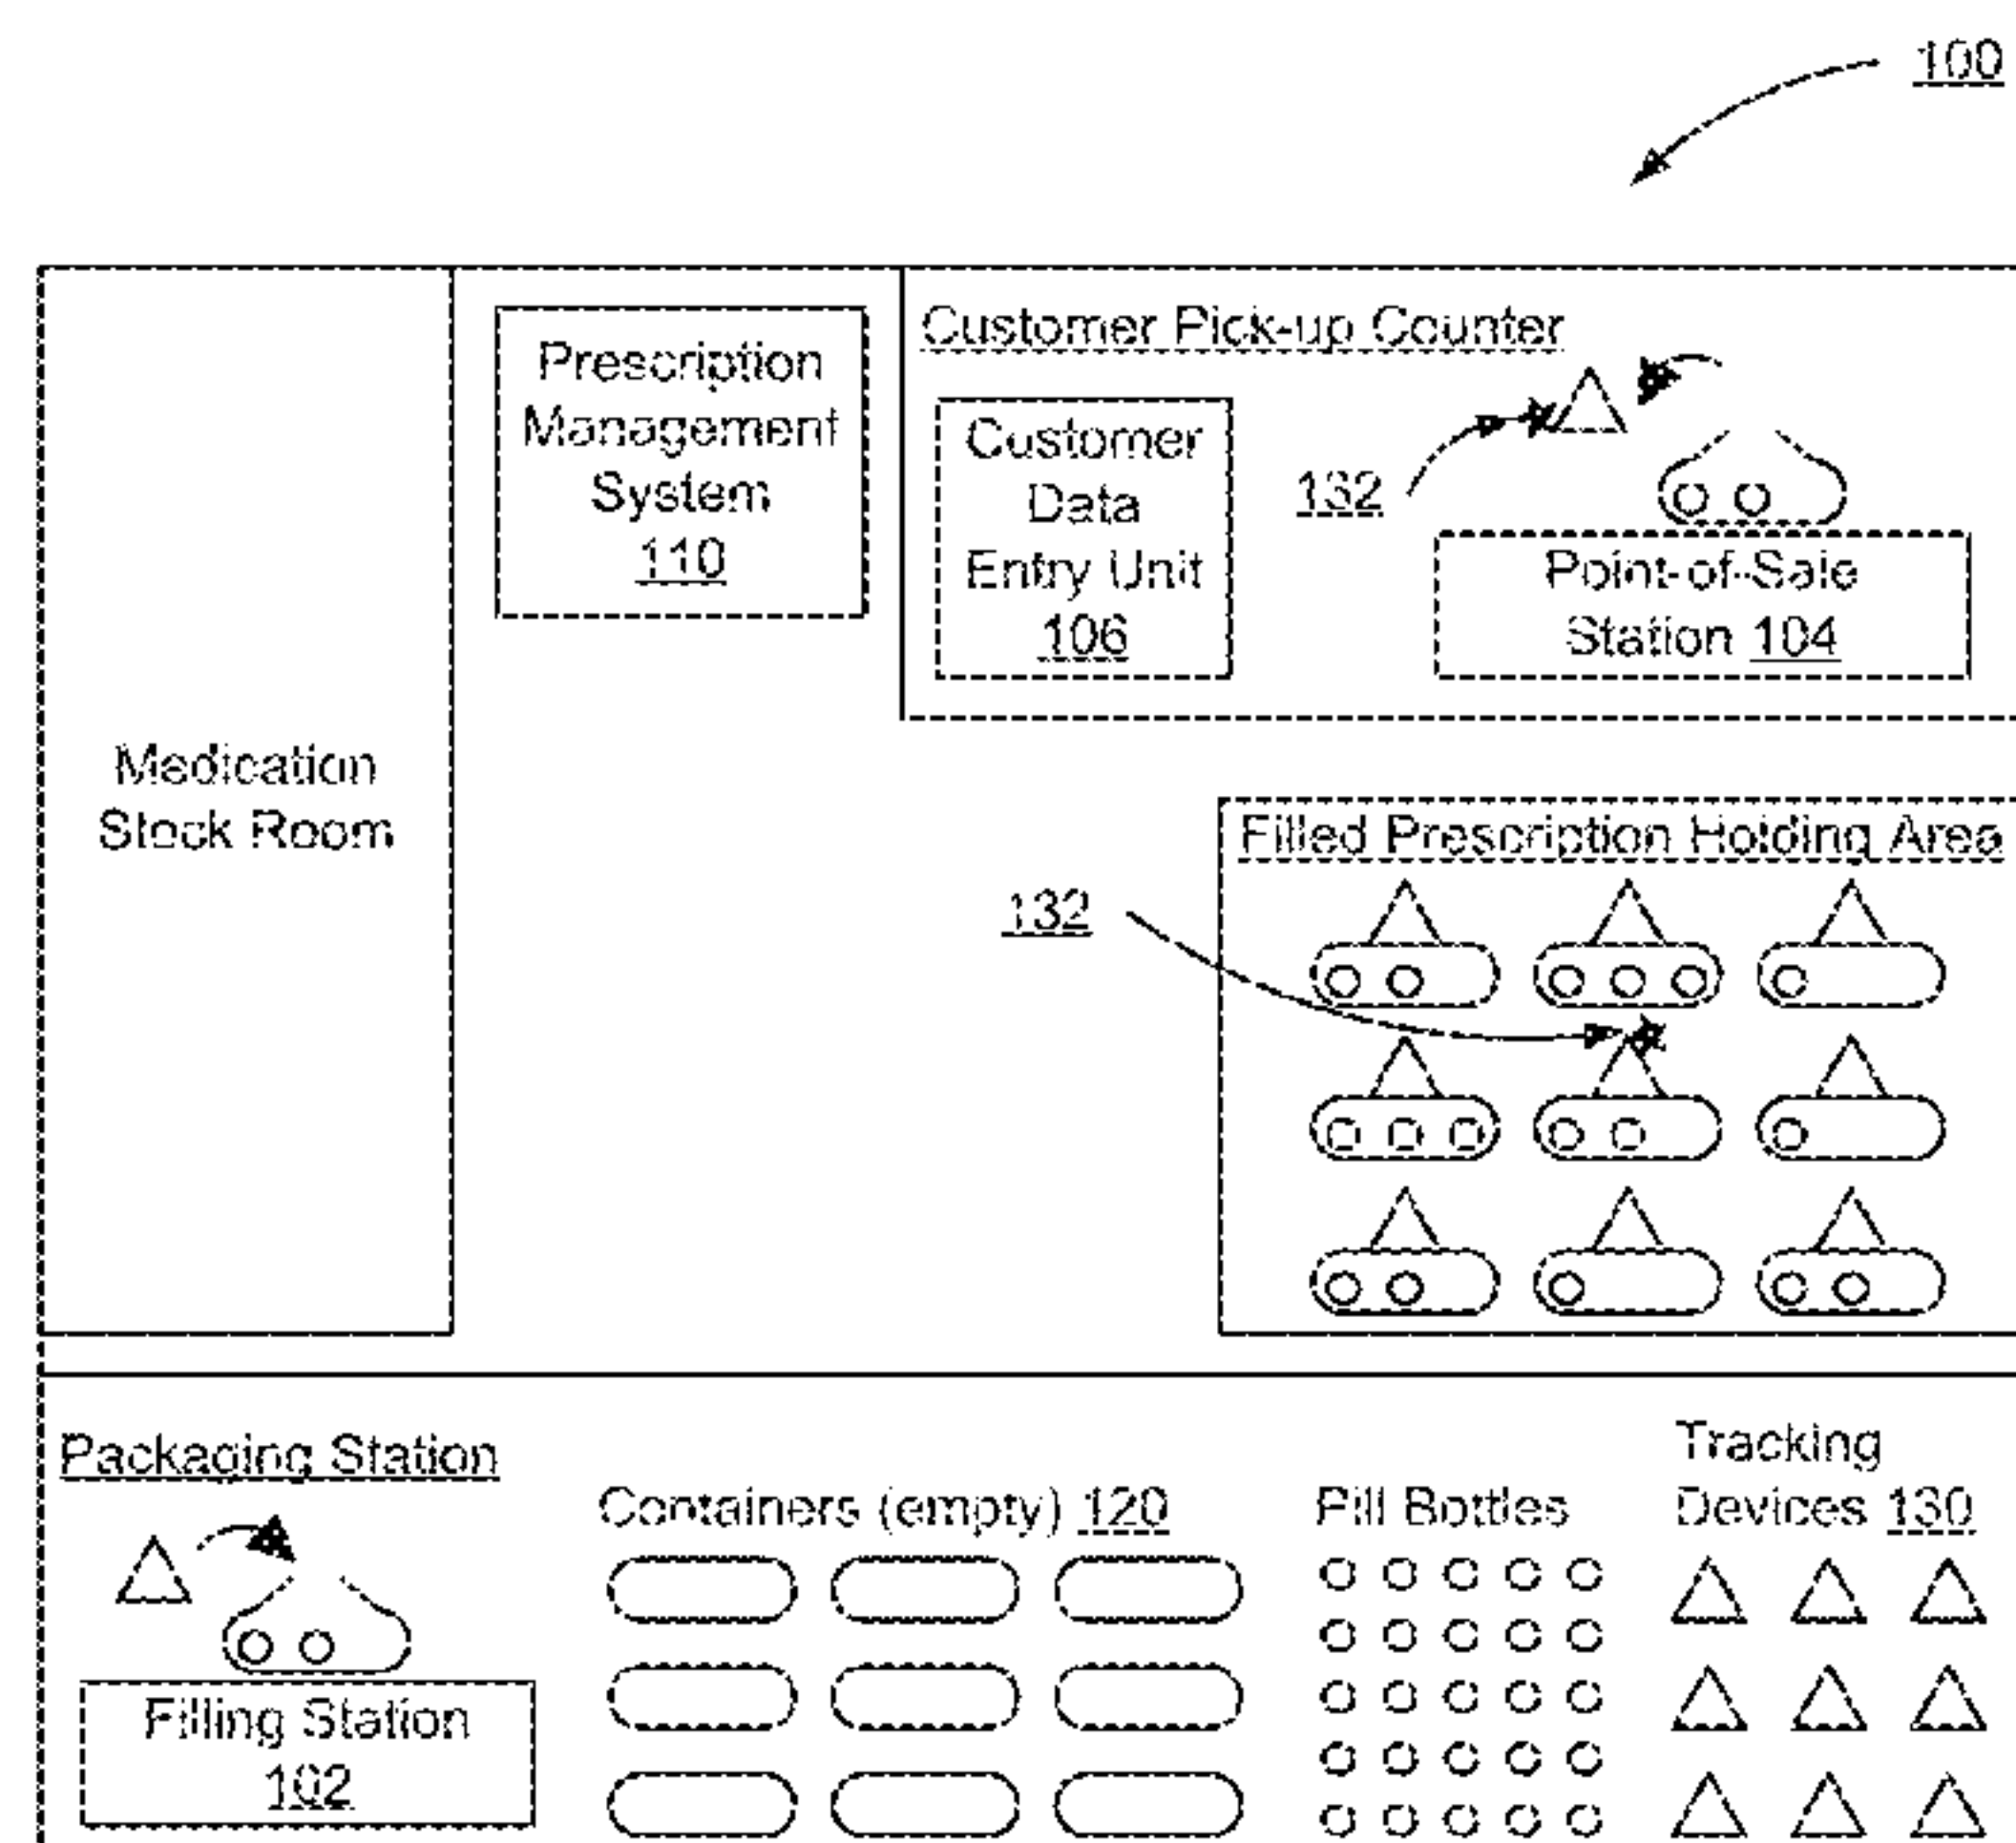 100
Prescription
Management
System
110
Customer Pick-up Counter
Customer
Data
Entry Unit
106
132
Point-of-Sale
Station 104
Medication
Stock Room
Filled Prescription Holding Area
132
Packaging Station
Filling Station
102
Containers (empty) 120
Pill Bottles
Tracking
Devices 130